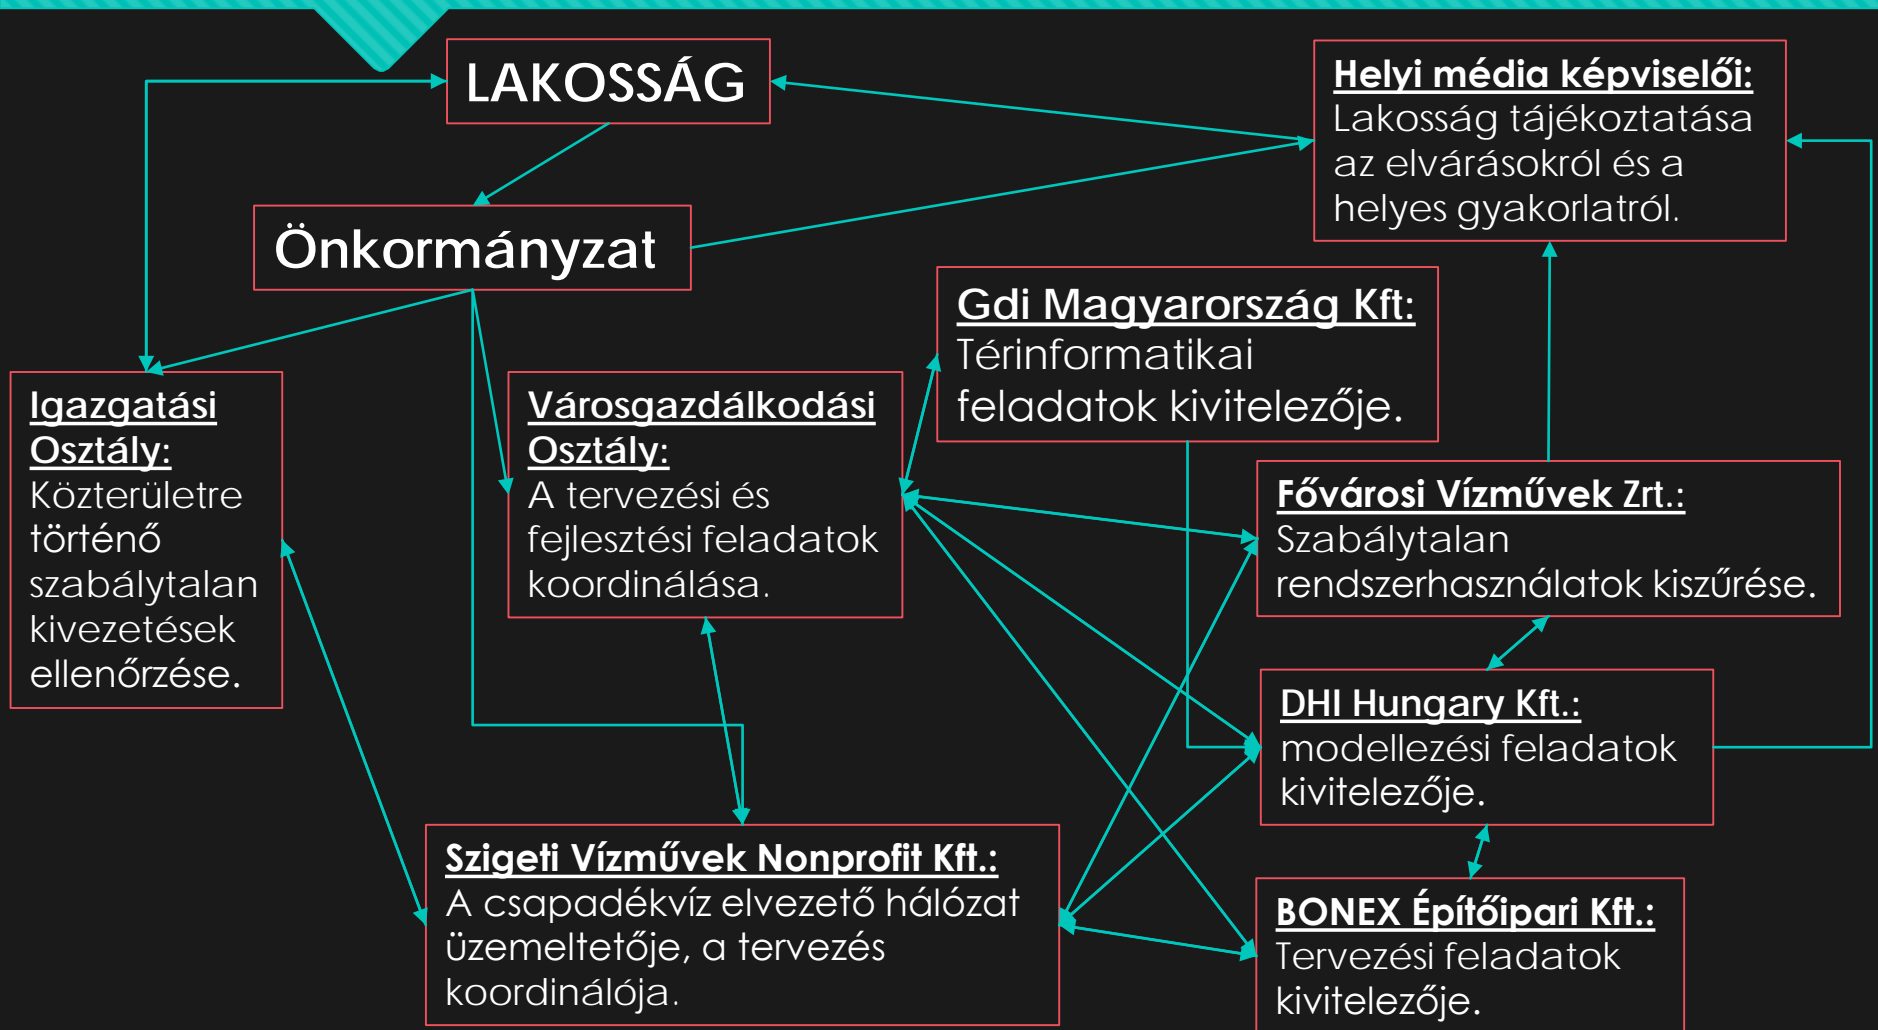 LAKOSSÁG
Helyi média képviselői:
Lakosság tájékoztatása
az elvárásokról és a
helyes gyakorlatról.
Önkormányzat
Gdi Magyarország Kft:
Térinformatikai
feladatok kivitelezője.
Igazgatási
Osztály:
Közterületre
történő
szabálytalan
kivezetések
ellenőrzése.
Városgazdálkodási
Osztály:
A tervezési és
fejlesztési feladatok
koordinálása.
Fővárosi Vízművek Zrt.:
Szabálytalan
rendszerhasználatok kiszűrése.
DHI Hungary Kft.:
modellezési feladatok
kivitelezője.
Szigeti Vízművek Nonprofit Kft.:
A csapadékvíz elvezető hálózat
üzemeltetője, a tervezés
koordinálója.
BONEX Építőipari Kft.:
Tervezési feladatok
kivitelezője.